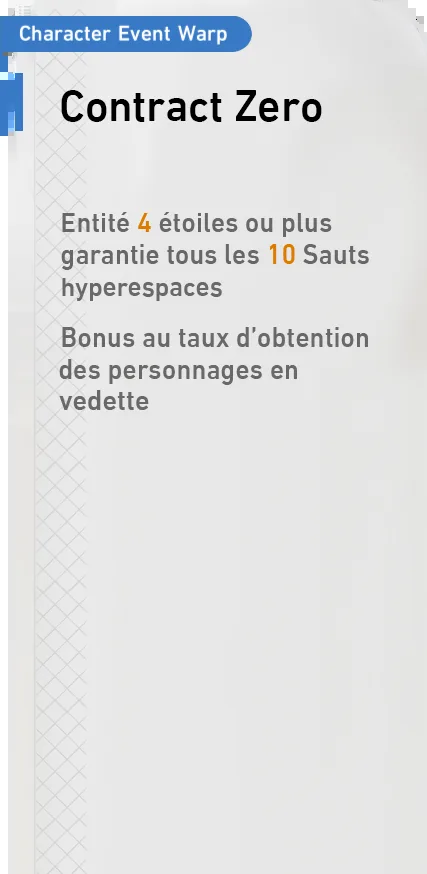 Character Event Warp
Contract Zero
Entité 4 étoiles ou plus
garantie tous les 10 Sauts
hyperespaces
Bonus au taux d'obtention
des personnages en
vedette